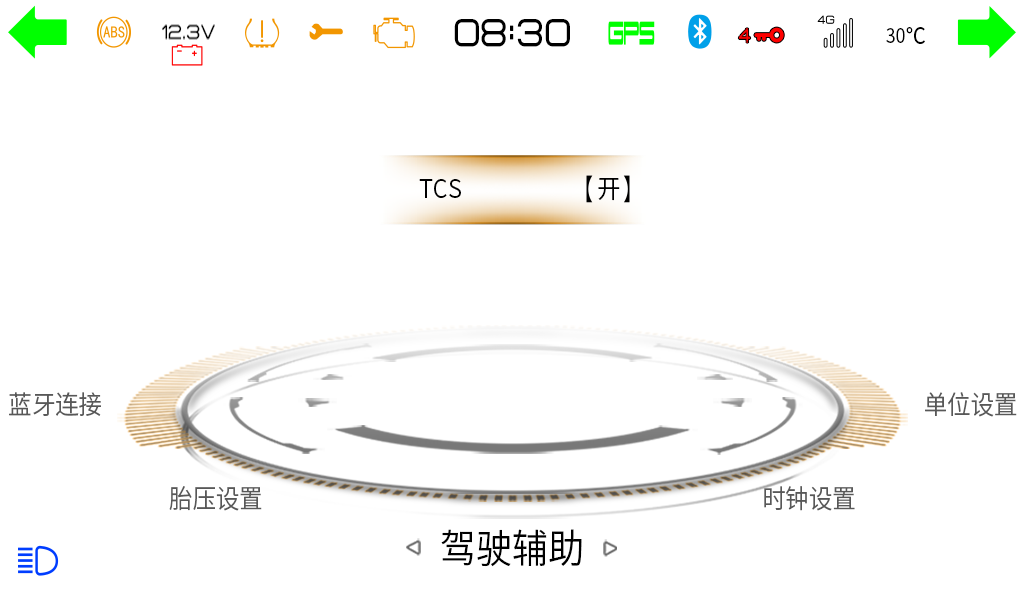 ABS
12.3V
08:30
GPS
4
4G
30℃
TCS 【开】
蓝牙连接
单位设置
胎压设置
时钟设置
驾驶辅助